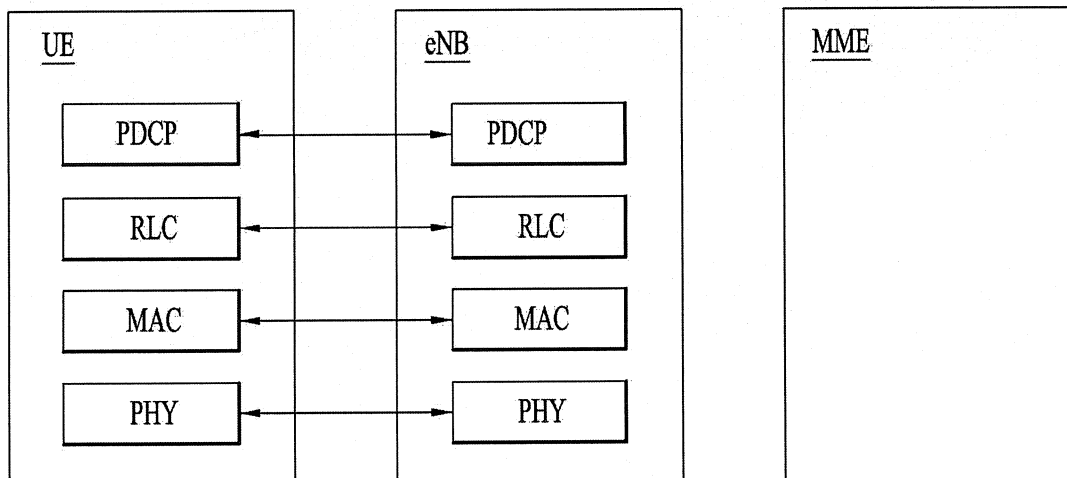 UE eNB MME
PDCP PDCP
RLC RLC
MAC MAC
PHY PHY